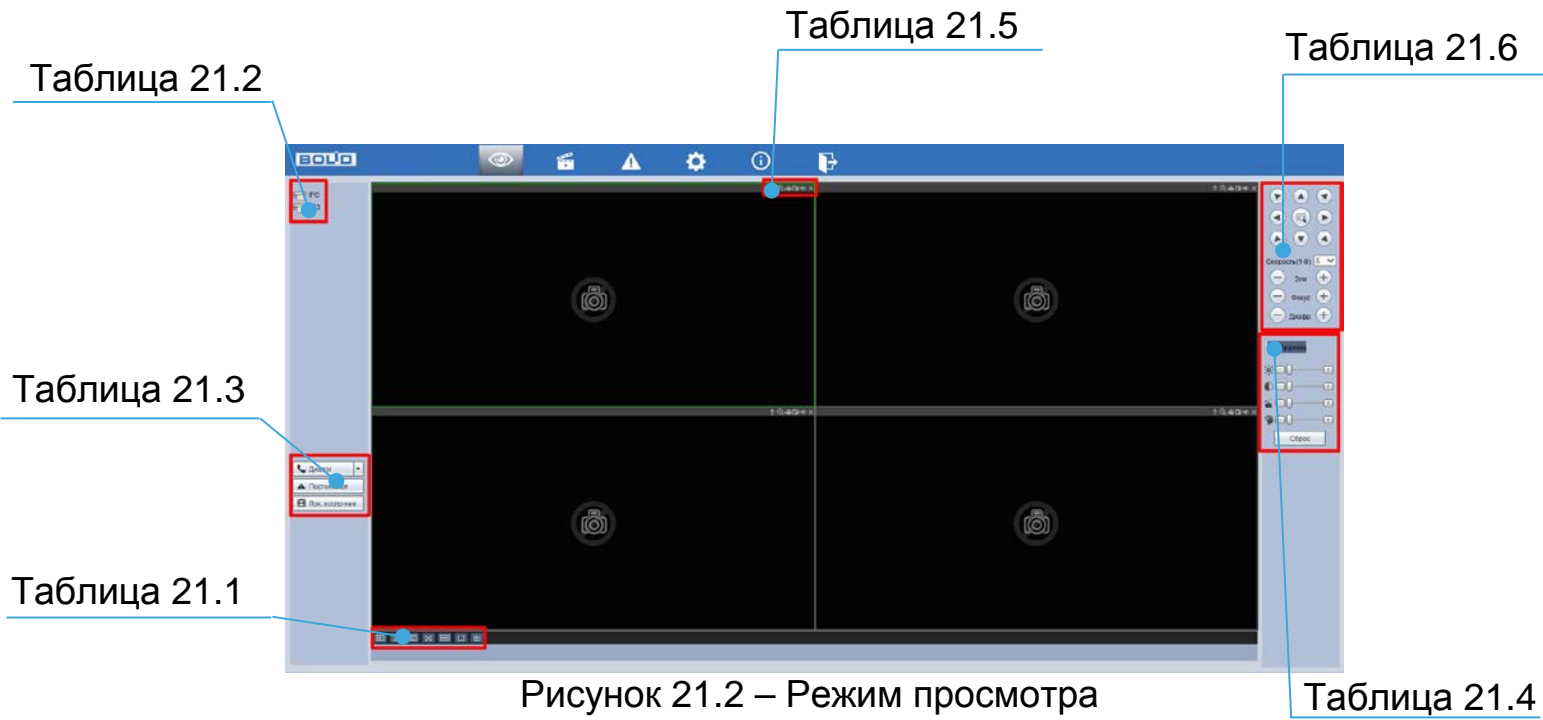 Таблица 21.5
Таблица 21.6
Таблица 21.2
BOLID
Скорость(1-8): 5
Зум
Фокус
Таблица 21.3
Сброс
Таблица 21.1
Рисунок 21.2 – Режим просмотра
Таблица 21.4